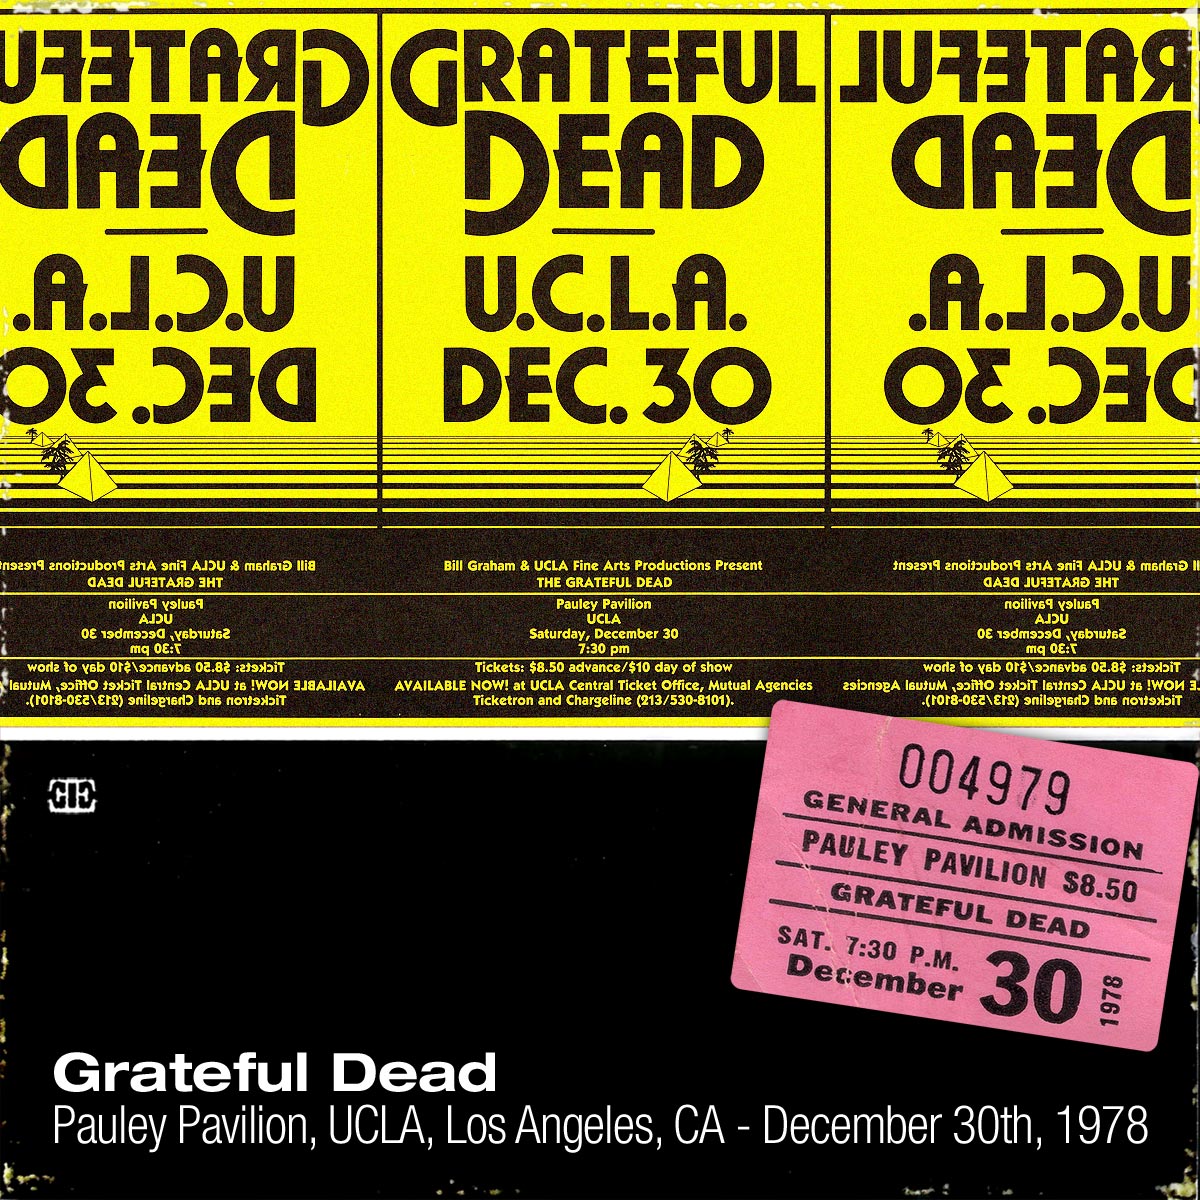 GRATEFUL
DEAD
U.C.L.A.
DEC. 30
Bill Graham & UCLA Fine Arts Productions Present
THE GRATEFUL DEAD
Pauley Pavilion
UCLA
Saturday, December 30
7:30 pm
Tickets: $8.50 advance\$10 day of show
AVAILABLE NOW! at UCLA Central Ticket Office, Mutual Agencies
Ticketron and Chargeline (213/530-8101).
004979
GENERAL ADMISSION
PAULEY PAVILION $8.50
GRATEFUL DEAD
SAT. 7:30 P.M.
December 30 1978
Grateful Dead
Pauley Pavilion, UCLA, Los Angeles, CA - December 30th, 1978